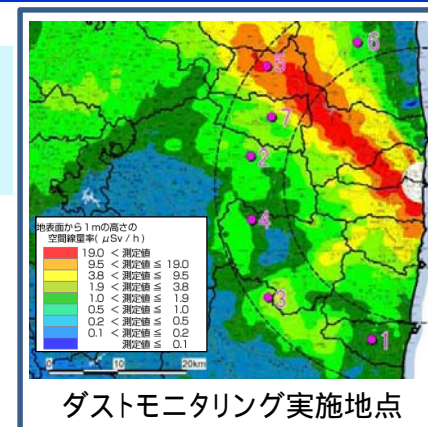 6
5
7
2
4
3
1
地表面から1mの高さの
空間線量率( μSv / h )
19.0 < 測定値
9.5 < 測定値 ≦ 19.0
3.8 < 測定値 ≦ 9.5
1.9 < 測定値 ≦ 3.8
1.0 < 測定値 ≦ 1.9
0.5 < 測定値 ≦ 1.0
0.2 < 測定値 ≦ 0.5
0.1 < 測定値 ≦ 0.2
測定値 ≦ 0.1
0 10 20km
ダストモニタリング実施地点